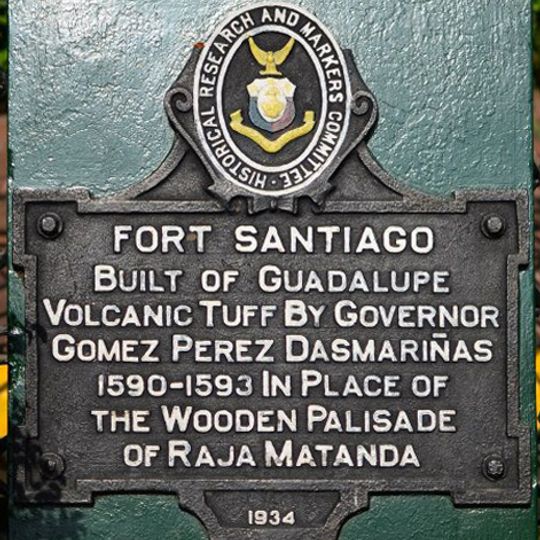 HISTORICAL RESEARCH AND MARKERS COMMITTEE
FORT SANTIAGO
BUILT OF GUADALUPE
VOLCANIC TUFF BY GOVERNOR
GOMEZ PEREZ DASMARIÑAS
1590-1593 IN PLACE OF
THE WOODEN PALISADE
OF RAJA MATANDA
1934